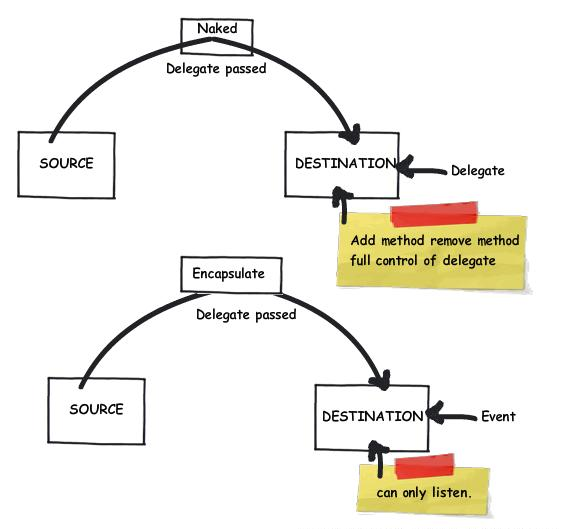 Naked
Delegate passed
SOURCE
DESTINATION
Delegate
Add method remove method
full control of delegate
Encapsulate
Delegate passed
SOURCE
DESTINATION
Event
can only listen.